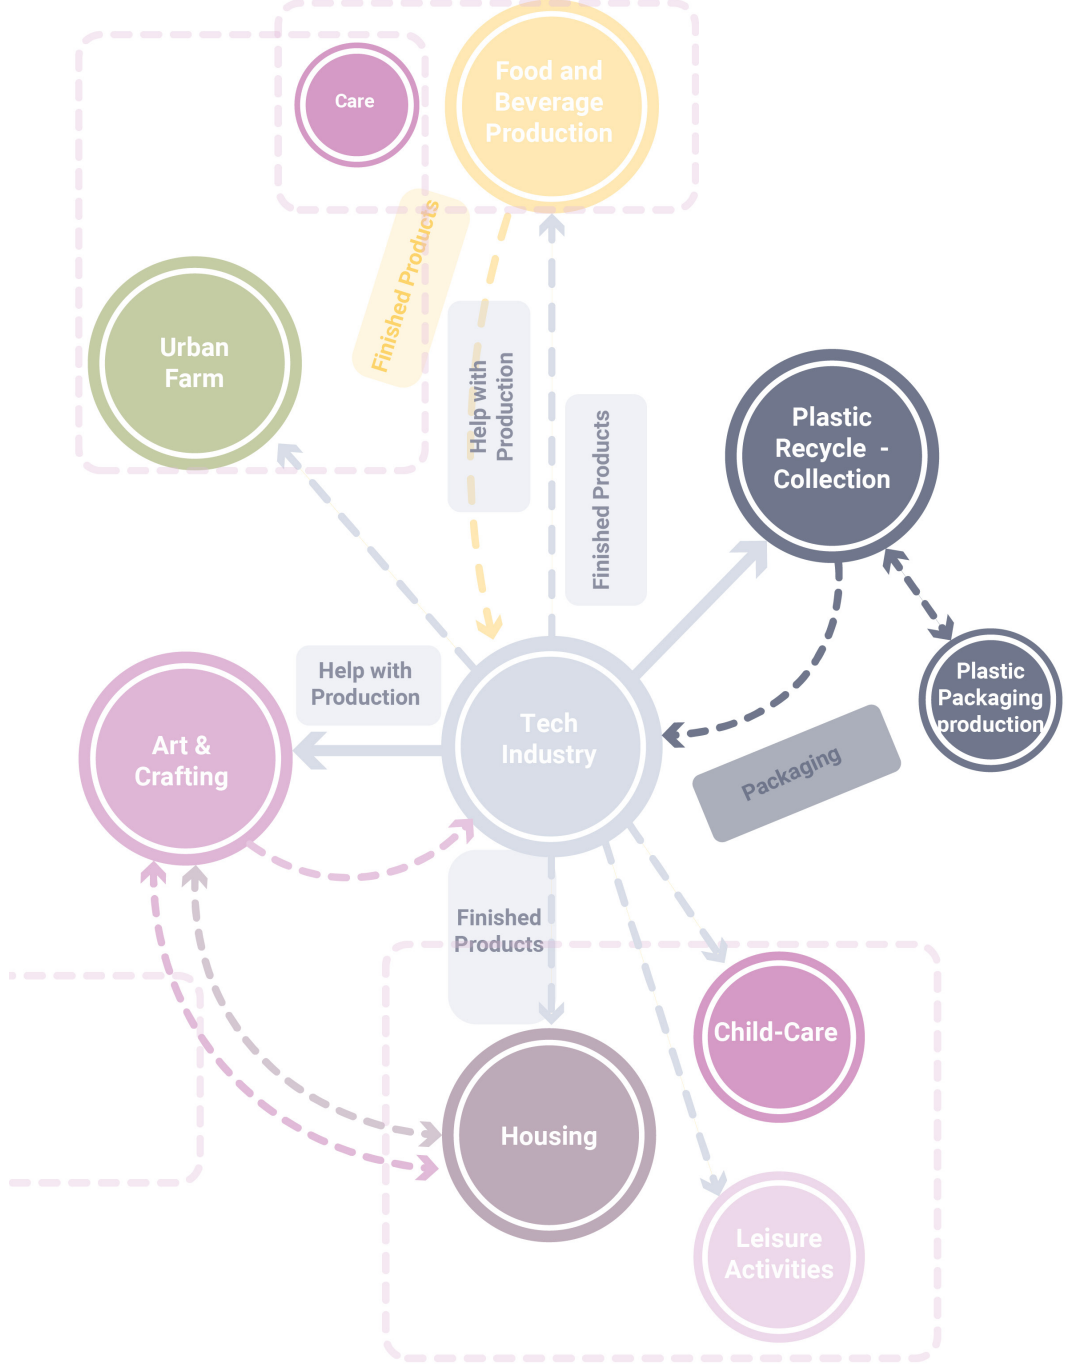 Food and
Beverage
Production
Care
Finished Products
Urban
Farm
Help with
Production
Finished Products
Plastic
Recycle -
Collection
Plastic
Packaging
production
Help with
Production
Tech
Industry
Art &
Crafting
Packaging
Finished
Products
Child-Care
Housing
Leisure
Activities